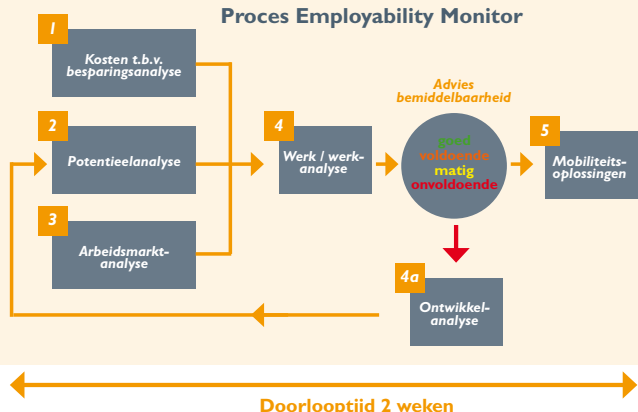 Proces Employability Monitor
1
Kosten t.b.v.
besparingsanalyse
2
Potentieelanalyse
3
Arbeidsmarkt-
analyse
4
Werk / werk-
analyse
Advies
bemiddelbaarheid
goed
voldoende
matig
onvoldoende
5
Mobiliteits-
oplossingen
4a
Ontwikkel-
analyse
Doorlooptijd 2 weken